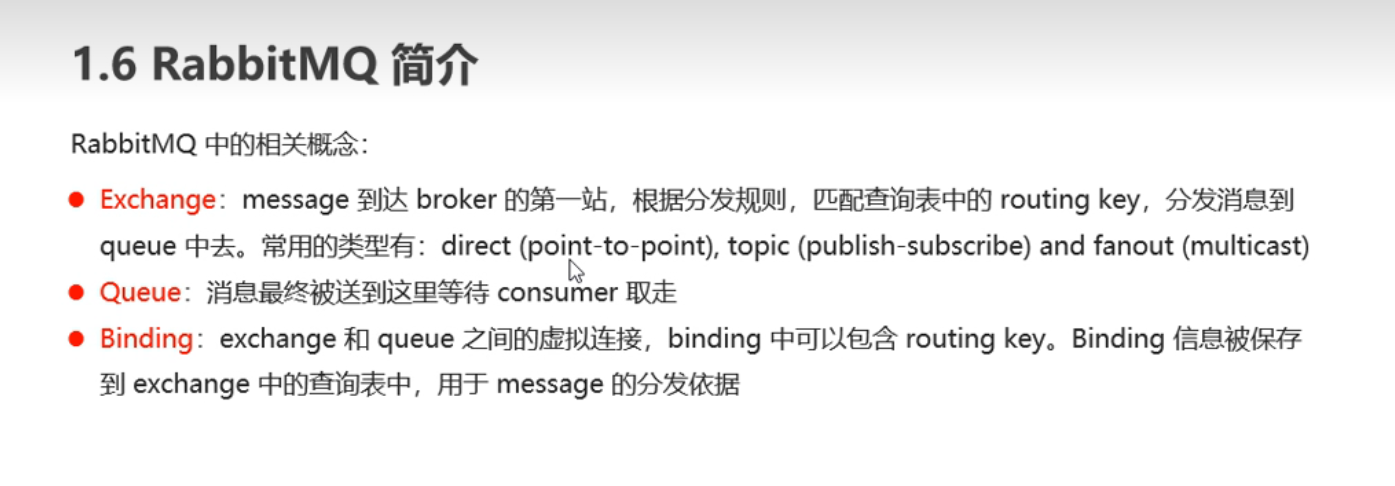 1.6 RabbitMQ 简介
RabbitMQ 中的相关概念：
● Exchange：message 到达 broker 的第一站，根据分发规则，匹配查询表中的 routing key，分发消息到
queue 中去。常用的类型有：direct (point-to-point), topic (publish-subscribe) and fanout (multicast)
● Queue：消息最终被送到这里等待 consumer 取走
● Binding：exchange 和 queue 之间的虚拟连接，binding 中可以包含 routing key。Binding 信息被保存
到 exchange 中的查询表中，用于 message 的分发依据